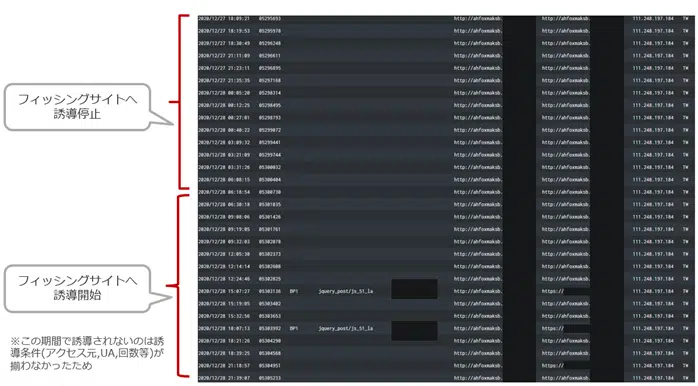 2020/12/27 18:09:31 05295693 http://ahfoxmaksb. http://ahfoxmaksb. 111.248.197.184 TW
2020/12/27 18:19:53 05295978 http://ahfoxmaksb. http://ahfoxmaksb. 111.248.197.184 TW
2020/12/27 18:30:49 05296248 http://ahfoxmaksb. http://ahfoxmaksb. 111.248.197.184 TW
2020/12/27 21:11:09 05296611 http://ahfoxmaksb. http://ahfoxmaksb. 111.248.197.184 TW
2020/12/27 21:23:11 05296895 http://ahfoxmaksb. http://ahfoxmaksb. 111.248.197.184 TW
2020/12/27 21:35:35 05297168 http://ahfoxmaksb. http://ahfoxmaksb. 111.248.197.184 TW
2020/12/28 00:05:20 05298314 http://ahfoxmaksb. http://ahfoxmaksb. 111.248.197.184 TW
2020/12/28 00:12:25 05298495 http://ahfoxmaksb. http://ahfoxmaksb. 111.248.197.184 TW
2020/12/28 00:27:01 05298793 http://ahfoxmaksb. http://ahfoxmaksb. 111.248.197.184 TW
2020/12/28 00:40:22 05299072 http://ahfoxmaksb. http://ahfoxmaksb. 111.248.197.184 TW
2020/12/28 03:09:32 05299441 http://ahfoxmaksb. http://ahfoxmaksb. 111.248.197.184 TW
2020/12/28 03:21:09 05299744 http://ahfoxmaksb. http://ahfoxmaksb. 111.248.197.184 TW
2020/12/28 03:31:26 05300082 http://ahfoxmaksb. http://ahfoxmaksb. 111.248.197.184 TW
2020/12/28 06:08:15 05300404 http://ahfoxmaksb. http://ahfoxmaksb. 111.248.197.184 TW
2020/12/28 06:18:54 05300730 http://ahfoxmaksb. http://ahfoxmaksb. 111.248.197.184 TW
フィッシングサイトへ
誘導停止
2020/12/28 06:30:18 05301035 http://ahfoxmaksb. http://ahfoxmaksb. 111.248.197.184 TW
2020/12/28 09:08:06 05301426 http://ahfoxmaksb. http://ahfoxmaksb. 111.248.197.184 TW
2020/12/28 09:19:05 05301761 http://ahfoxmaksb. http://ahfoxmaksb. 111.248.197.184 TW
2020/12/28 09:32:03 05302078 http://ahfoxmaksb. http://ahfoxmaksb. 111.248.197.184 TW
2020/12/28 12:05:30 05302373 http://ahfoxmaksb. http://ahfoxmaksb. 111.248.197.184 TW
2020/12/28 12:14:14 05302608 http://ahfoxmaksb. http://ahfoxmaksb. 111.248.197.184 TW
2020/12/28 12:24:46 05302825 http://ahfoxmaksb. http://ahfoxmaksb. 111.248.197.184 TW
2020/12/28 15:07:27 05303136 BP1 jquery_post/js_S1_la http://ahfoxmaksb. https:// 111.248.197.184 TW
2020/12/28 15:19:05 05303402 http://ahfoxmaksb. http://ahfoxmaksb. 111.248.197.184 TW
2020/12/28 15:32:56 05303653 http://ahfoxmaksb. http://ahfoxmaksb. 111.248.197.184 TW
2020/12/28 18:07:13 05303992 BP1 jquery_post/js_S1_la http://ahfoxmaksb. https:// 111.248.197.184 TW
2020/12/28 18:21:26 05304290 http://ahfoxmaksb. http://ahfoxmaksb. 111.248.197.184 TW
2020/12/28 18:39:25 05304568 http://ahfoxmaksb. http://ahfoxmaksb. 111.248.197.184 TW
2020/12/28 21:18:57 05304951 http://ahfoxmaksb. https:// 111.248.197.184 TW
2020/12/28 21:39:07 05305233 http://ahfoxmaksb. http://ahfoxmaksb. 111.248.197.184 TW
フィッシングサイトへ
誘導開始
※この期間で誘導されないのは誘
導条件(アクセス元,UA,回数等)が
揃わなかったため